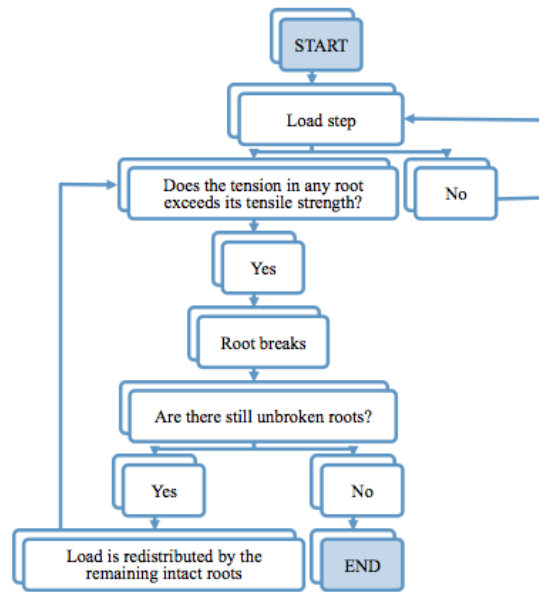 START
Load step
Does the tension in any root
exceeds its tensile strength?
No
Yes
Root breaks
Are there still unbroken roots?
Yes
No
Load is redistributed by the
remaining intact roots
END